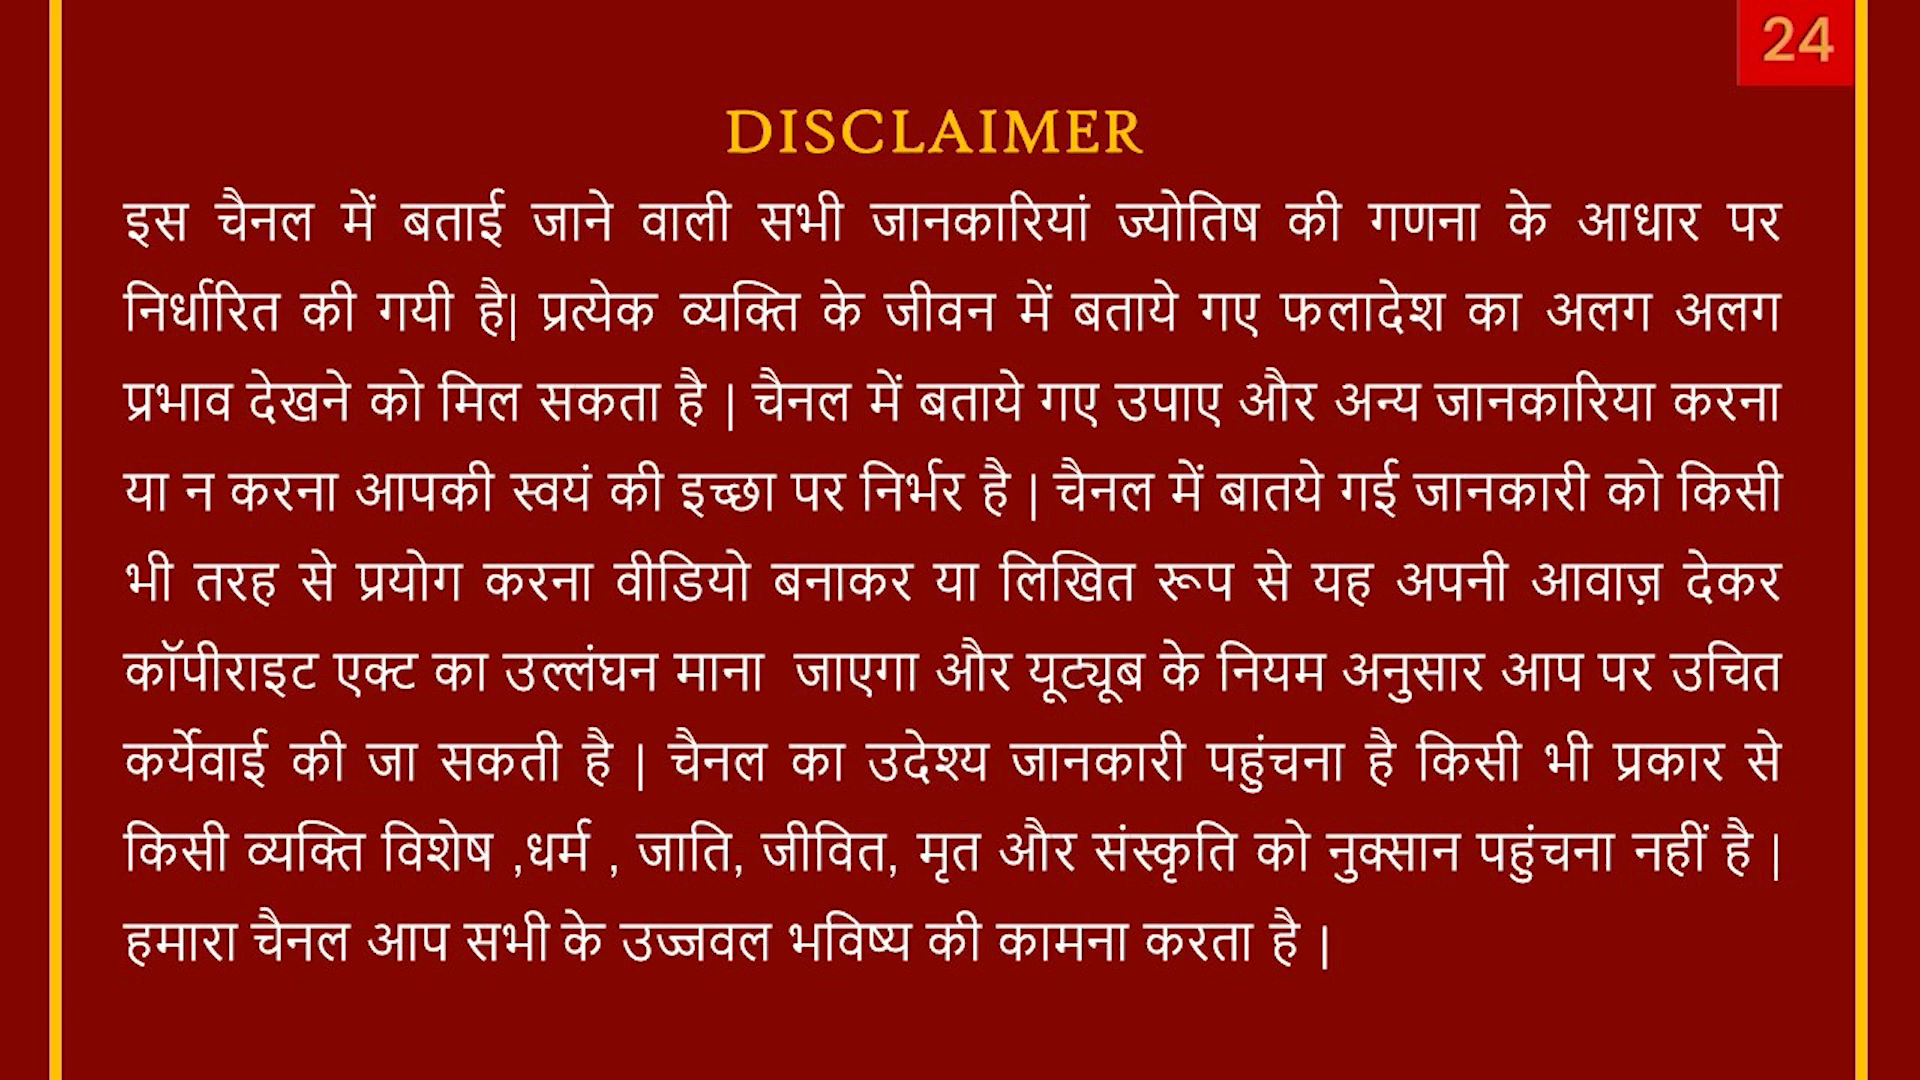 24
DISCLAIMER
इस चैनल में बताई जाने वाली सभी जानकारियां ज्योतिष की गणना के आधार पर
निर्धारित की गयी है| प्रत्येक व्यक्ति के जीवन में बताये गए फलादेश का अलग अलग
प्रभाव देखने को मिल सकता है | चैनल में बताये गए उपाए और अन्य जानकारिया करना
या न करना आपकी स्वयं की इच्छा पर निर्भर है | चैनल में बातये गई जानकारी को किसी
भी तरह से प्रयोग करना वीडियो बनाकर या लिखित रूप से यह अपनी आवाज़ देकर
कॉपीराइट एक्ट का उल्लंघन माना जाएगा और यूट्यूब के नियम अनुसार आप पर उचित
कर्येवाई की जा सकती है | चैनल का उदेश्य जानकारी पहुंचना है किसी भी प्रकार से
किसी व्यक्ति विशेष ,धर्म , जाति, जीवित, मृत और संस्कृति को नुक्सान पहुंचना नहीं है |
हमारा चैनल आप सभी के उज्जवल भविष्य की कामना करता है |